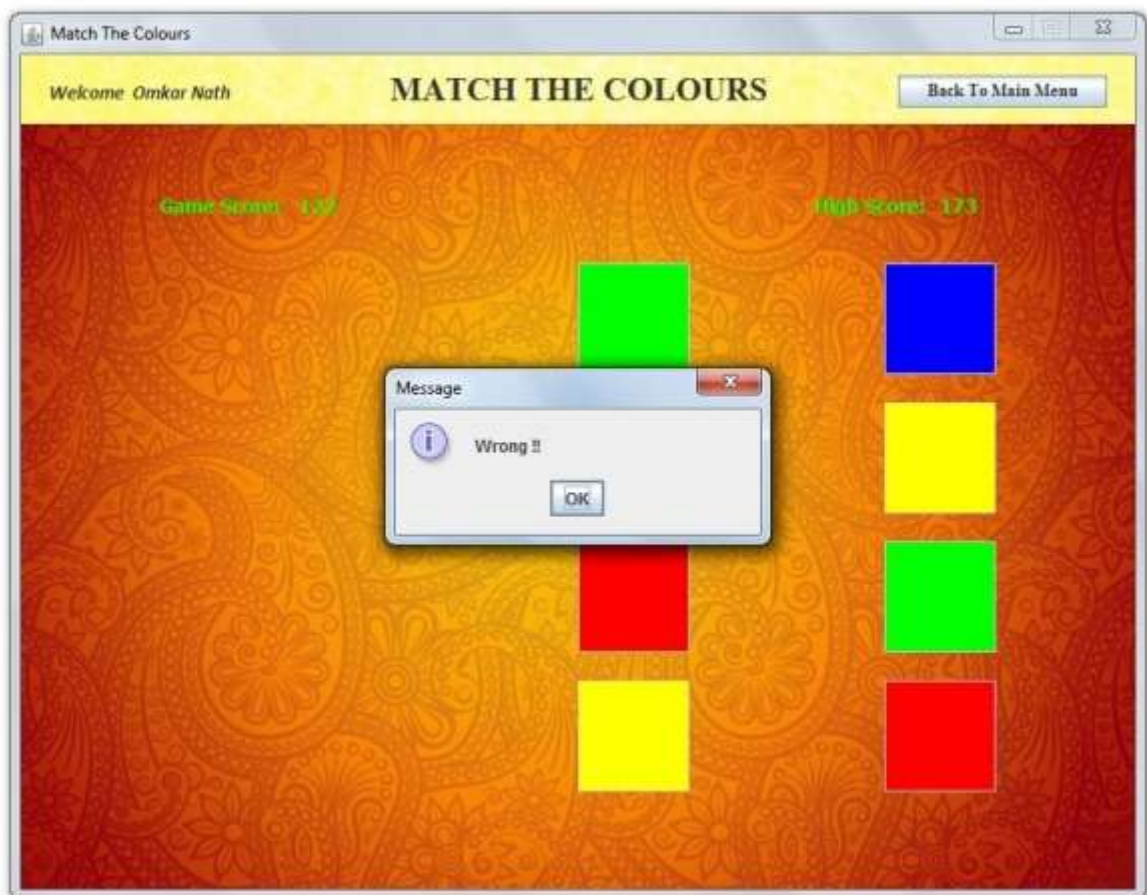 Match The Colours
Welcome Omkar Nath
MATCH THE COLOURS
Back To Main Menu
Game Score:
High Score: 173
Message
Wrong !!
OK